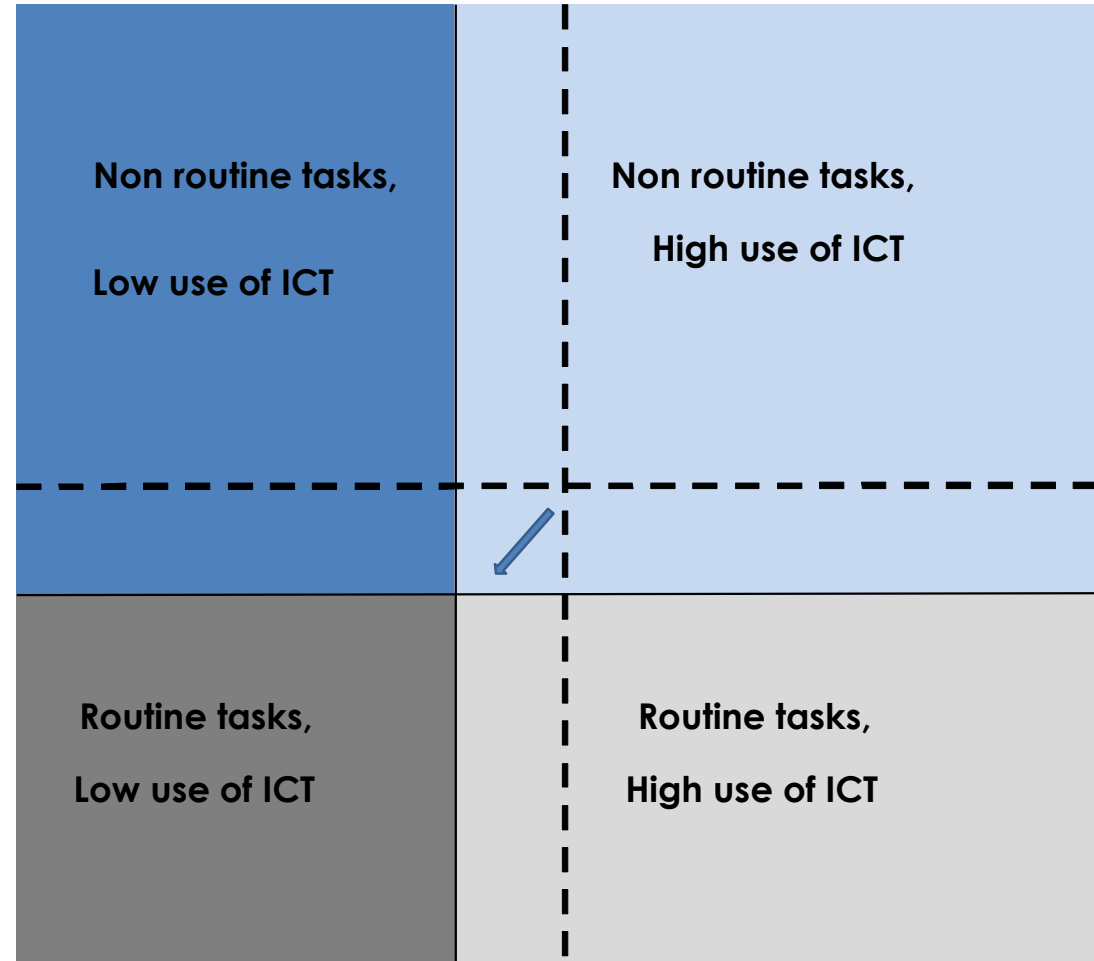 Non routine tasks,
Low use of ICT
Non routine tasks,
High use of ICT
Routine tasks,
Low use of ICT
Routine tasks,
High use of ICT